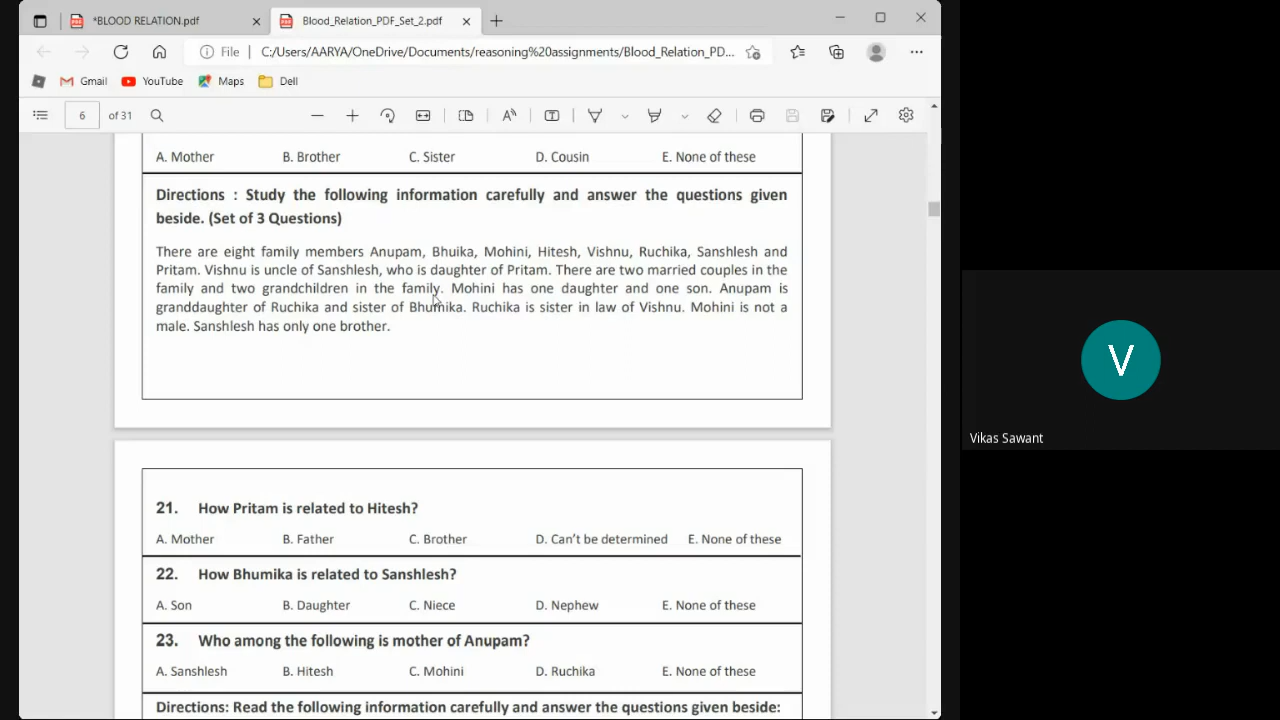 *BLOOD RELATION.pdf
Blood_Relation_PDF_Set_2.pdf
File
C:/Users/AARYA/OneDrive/Documents/reasoning%20assignments/Blood_Relation_PD...
Gmail
YouTube
Maps
Dell
6
of 31
A. Mother B. Brother C. Sister D. Cousin E. None of these
Directions : Study the following information carefully and answer the questions given
beside. (Set of 3 Questions)
There are eight family members Anupam, Bhuika, Mohini, Hitesh, Vishnu, Ruchika, Sanshlesh and
Pritam. Vishnu is uncle of Sanshlesh, who is daughter of Pritam. There are two married couples in the
family and two grandchildren in the family. Mohini has one daughter and one son. Anupam is
granddaughter of Ruchika and sister of Bhumika. Ruchika is sister in law of Vishnu. Mohini is not a
male. Sanshlesh has only one brother.
21. How Pritam is related to Hitesh?
A. Mother B. Father C. Brother D. Can't be determined E. None of these
22. How Bhumika is related to Sanshlesh?
A. Son B. Daughter C. Niece D. Nephew E. None of these
23. Who among the following is mother of Anupam?
A. Sanshlesh B. Hitesh C. Mohini D. Ruchika E. None of these
Directions: Read the following information carefully and answer the questions given beside:
V
Vikas Sawant